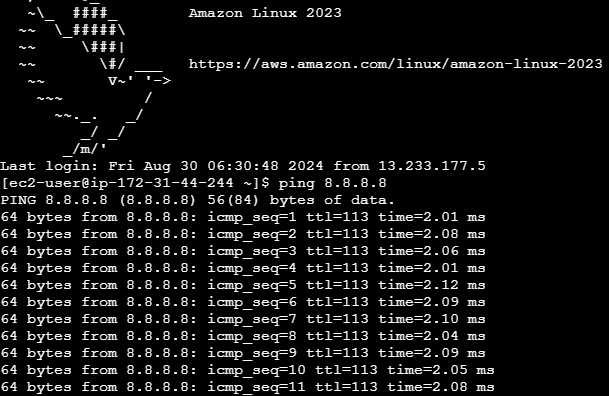 ~\_  ####_        Amazon Linux 2023
  ~~  \_#####\
  ~~     \###|
  ~~       \#/ ___   https://aws.amazon.com/linux/amazon-linux-2023
   ~~       V~' '->
    ~~~         /
      ~~._.   _/
         _/ _/
       _/m/'
Last login: Fri Aug 30 06:30:48 2024 from 13.233.177.5
[ec2-user@ip-172-31-44-244 ~]$ ping 8.8.8.8
PING 8.8.8.8 (8.8.8.8) 56(84) bytes of data.
64 bytes from 8.8.8.8: icmp_seq=1 ttl=113 time=2.01 ms
64 bytes from 8.8.8.8: icmp_seq=2 ttl=113 time=2.08 ms
64 bytes from 8.8.8.8: icmp_seq=3 ttl=113 time=2.06 ms
64 bytes from 8.8.8.8: icmp_seq=4 ttl=113 time=2.01 ms
64 bytes from 8.8.8.8: icmp_seq=5 ttl=113 time=2.12 ms
64 bytes from 8.8.8.8: icmp_seq=6 ttl=113 time=2.09 ms
64 bytes from 8.8.8.8: icmp_seq=7 ttl=113 time=2.10 ms
64 bytes from 8.8.8.8: icmp_seq=8 ttl=113 time=2.04 ms
64 bytes from 8.8.8.8: icmp_seq=9 ttl=113 time=2.09 ms
64 bytes from 8.8.8.8: icmp_seq=10 ttl=113 time=2.05 ms
64 bytes from 8.8.8.8: icmp_seq=11 ttl=113 time=2.08 ms